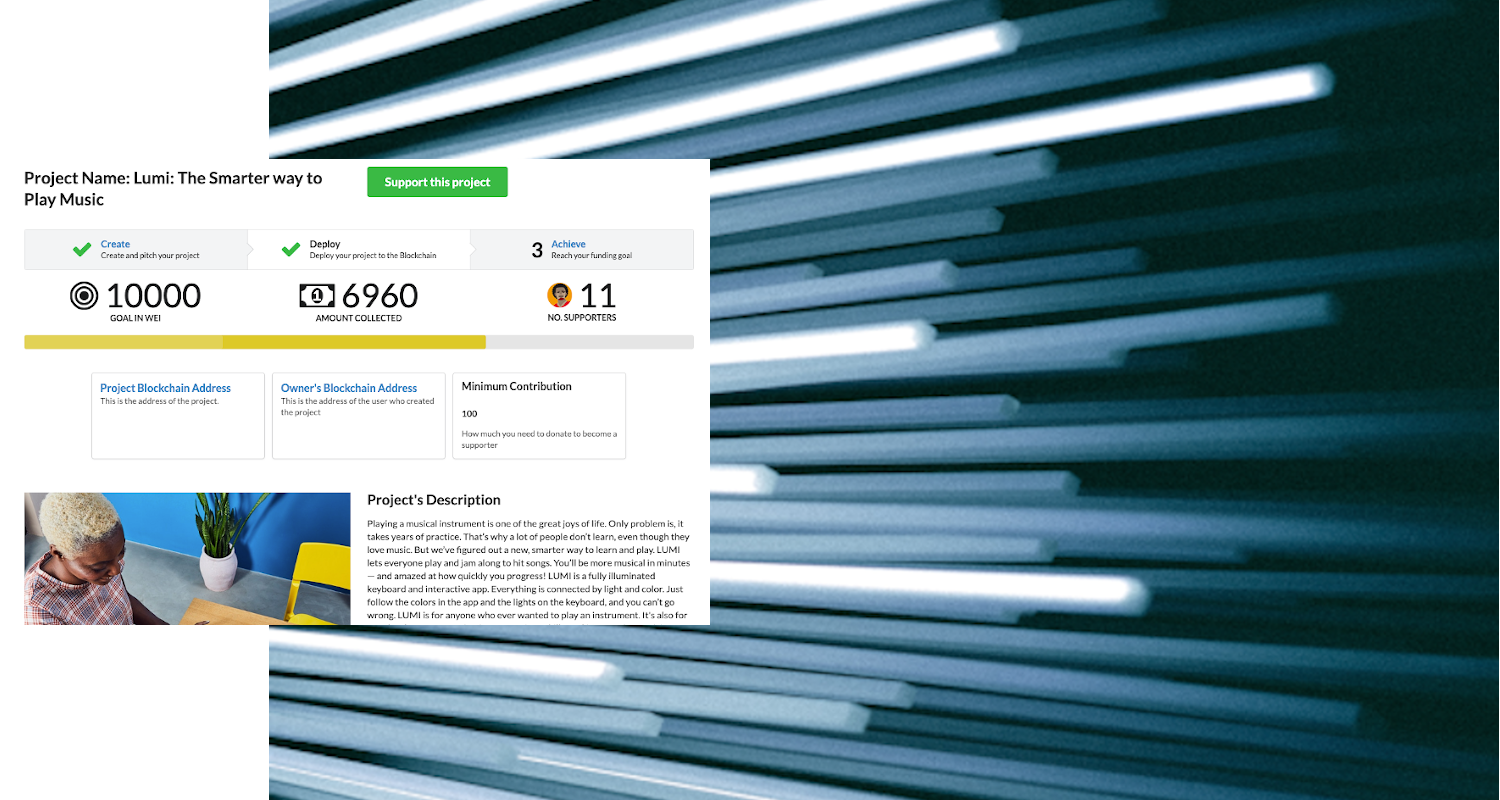 Project Name: Lumi: The Smarter way to
Play Music
Support this project
Create
Create and pitch your project
Deploy
Deploy your project to the Blockchain
3
Achieve
Reach your funding goal
10000
GOAL IN WEI
1
6960
AMOUNT COLLECTED
11
NO. SUPPORTERS
Project Blockchain Address
This is the address of the project.
Owner's Blockchain Address
This is the address of the user who created
the project
Minimum Contribution
100
How much you need to donate to become a
supporter
Project's Description
Playing a musical instrument is one of the great joys of life. Only problem is, it
takes years of practice. That's why a lot of people don't learn, even though they
love music. But we've figured out a new, smarter way to learn and play. LUMI
lets everyone play and jam along to hit songs. You'll be more musical in minutes
— and amazed at how quickly you progress! LUMI is a fully illuminated
keyboard and interactive app. Everything is connected by light and color. Just
follow the colors in the app and the lights on the keyboard, and you can't go
wrong. LUMI is for anyone who ever wanted to play an instrument. It's also for